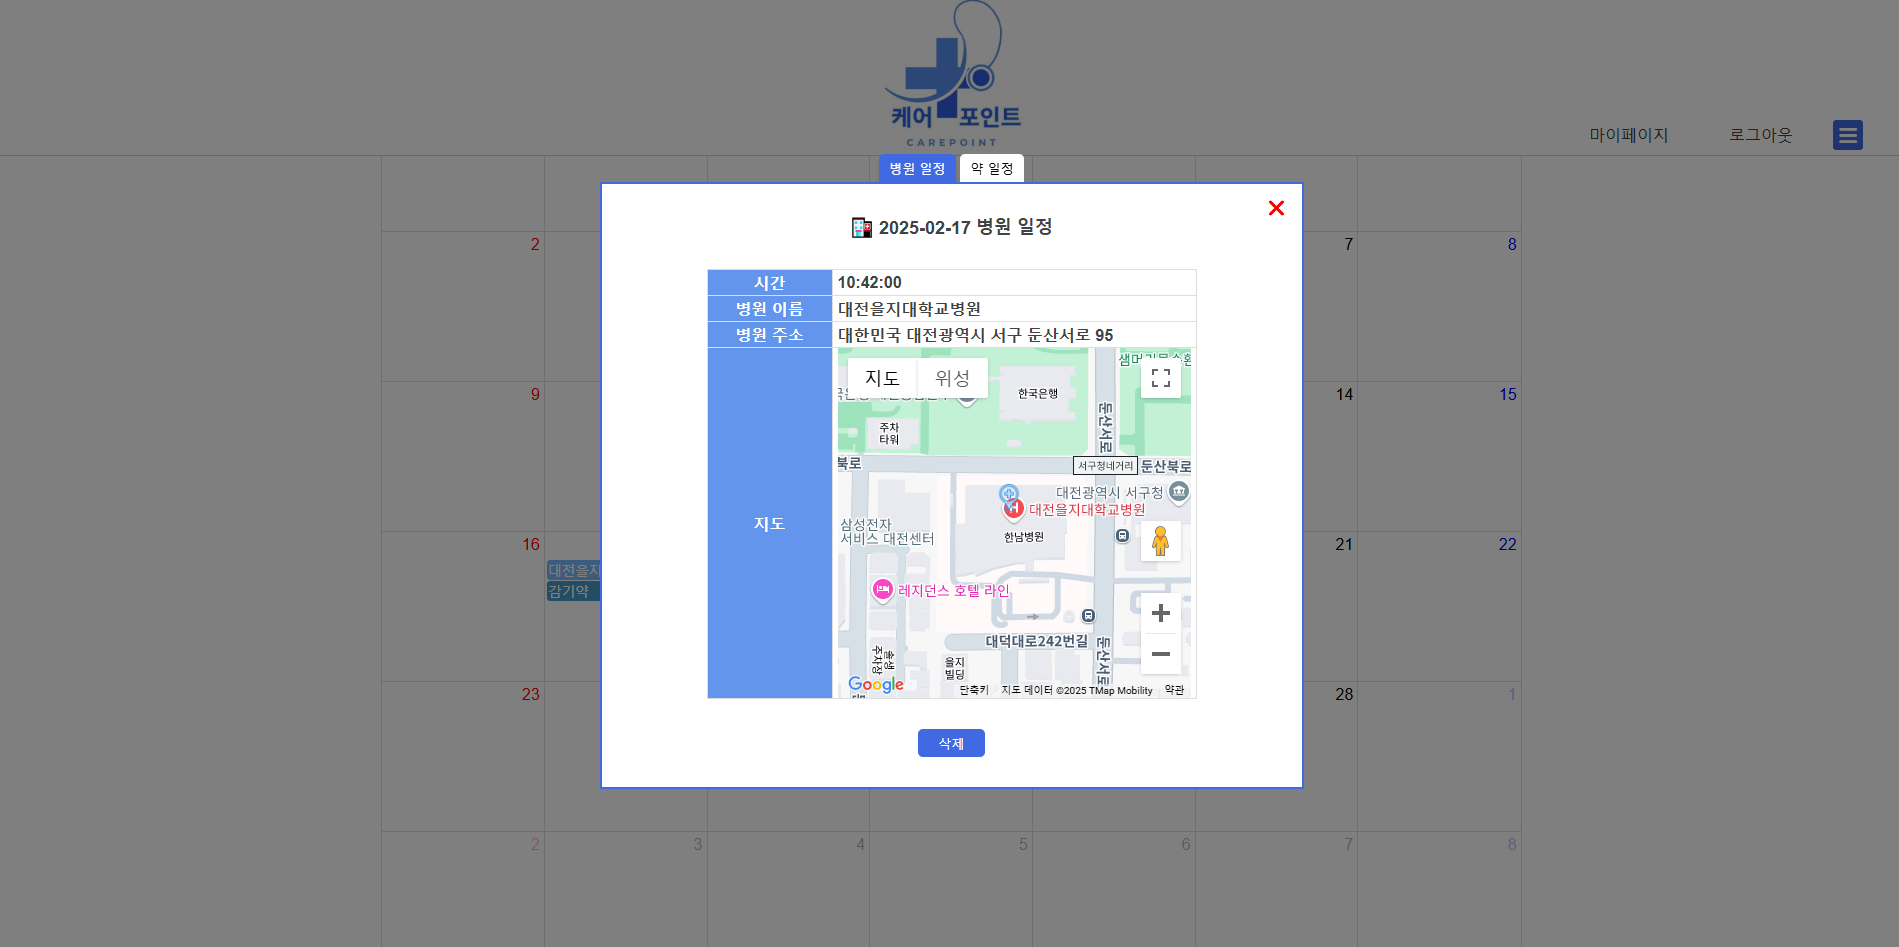 케어 포인트
CAREPOINT
마이페이지
로그아웃
병원 일정
약 일정
2025-02-17 병원 일정
시간
10:42:00
병원 이름
대전을지대학교병원
병원 주소
대한민국 대전광역시 서구 둔산서로 95
지도
지도
위성
한국은행
주차
타워
둔산서로
북로
서구청네거리
둔산북로
대전광역시 서구청
대전을지대학교병원
한남병원
삼성전자
서비스 대전센터
레지던스 호텔 라인
대덕대로242번길
둔산서로
솔생
주차장
을지
빌딩
Google
단축키
지도 데이터 ©2025 TMap Mobility
약관
삭제
2
7
8
9
14
15
16
대전을지
감기약
21
22
23
28
1
2
3
4
5
6
7
8